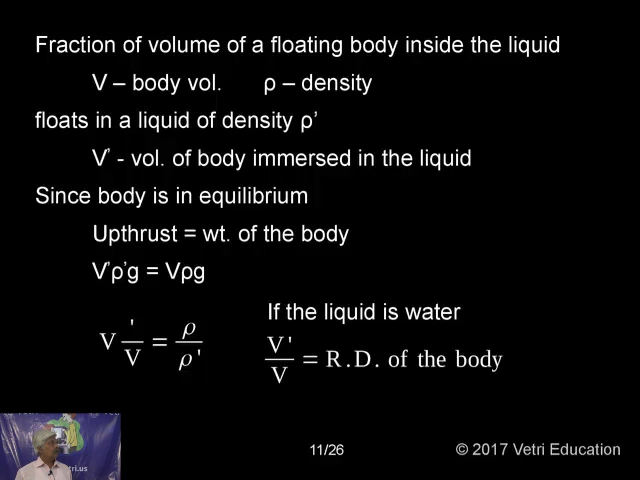 Fraction of volume of a floating body inside the liquid
V – body vol. ρ – density
floats in a liquid of density ρ’
V’ - vol. of body immersed in the liquid
Since body is in equilibrium
Upthrust = wt. of the body
V’ρ’g = Vρg
If the liquid is water
V ' / V = ρ / ρ '
V ' / V = R.D. of the body
tri.us
11/26
© 2017 Vetri Education